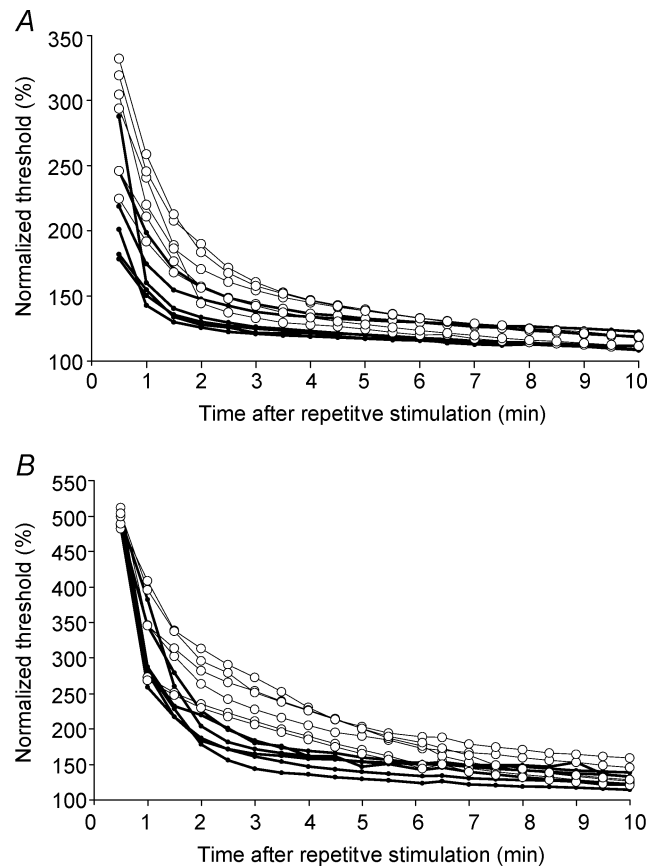 A
350
300
250
200
150
100
Normalized threshold (%)
0 1 2 3 4 5 6 7 8 9 10
Time after repetitve stimulation (min)
B
550
500
450
400
350
300
250
200
150
100
Normalized threshold (%)
0 1 2 3 4 5 6 7 8 9 10
Time after repetitve stimulation (min)